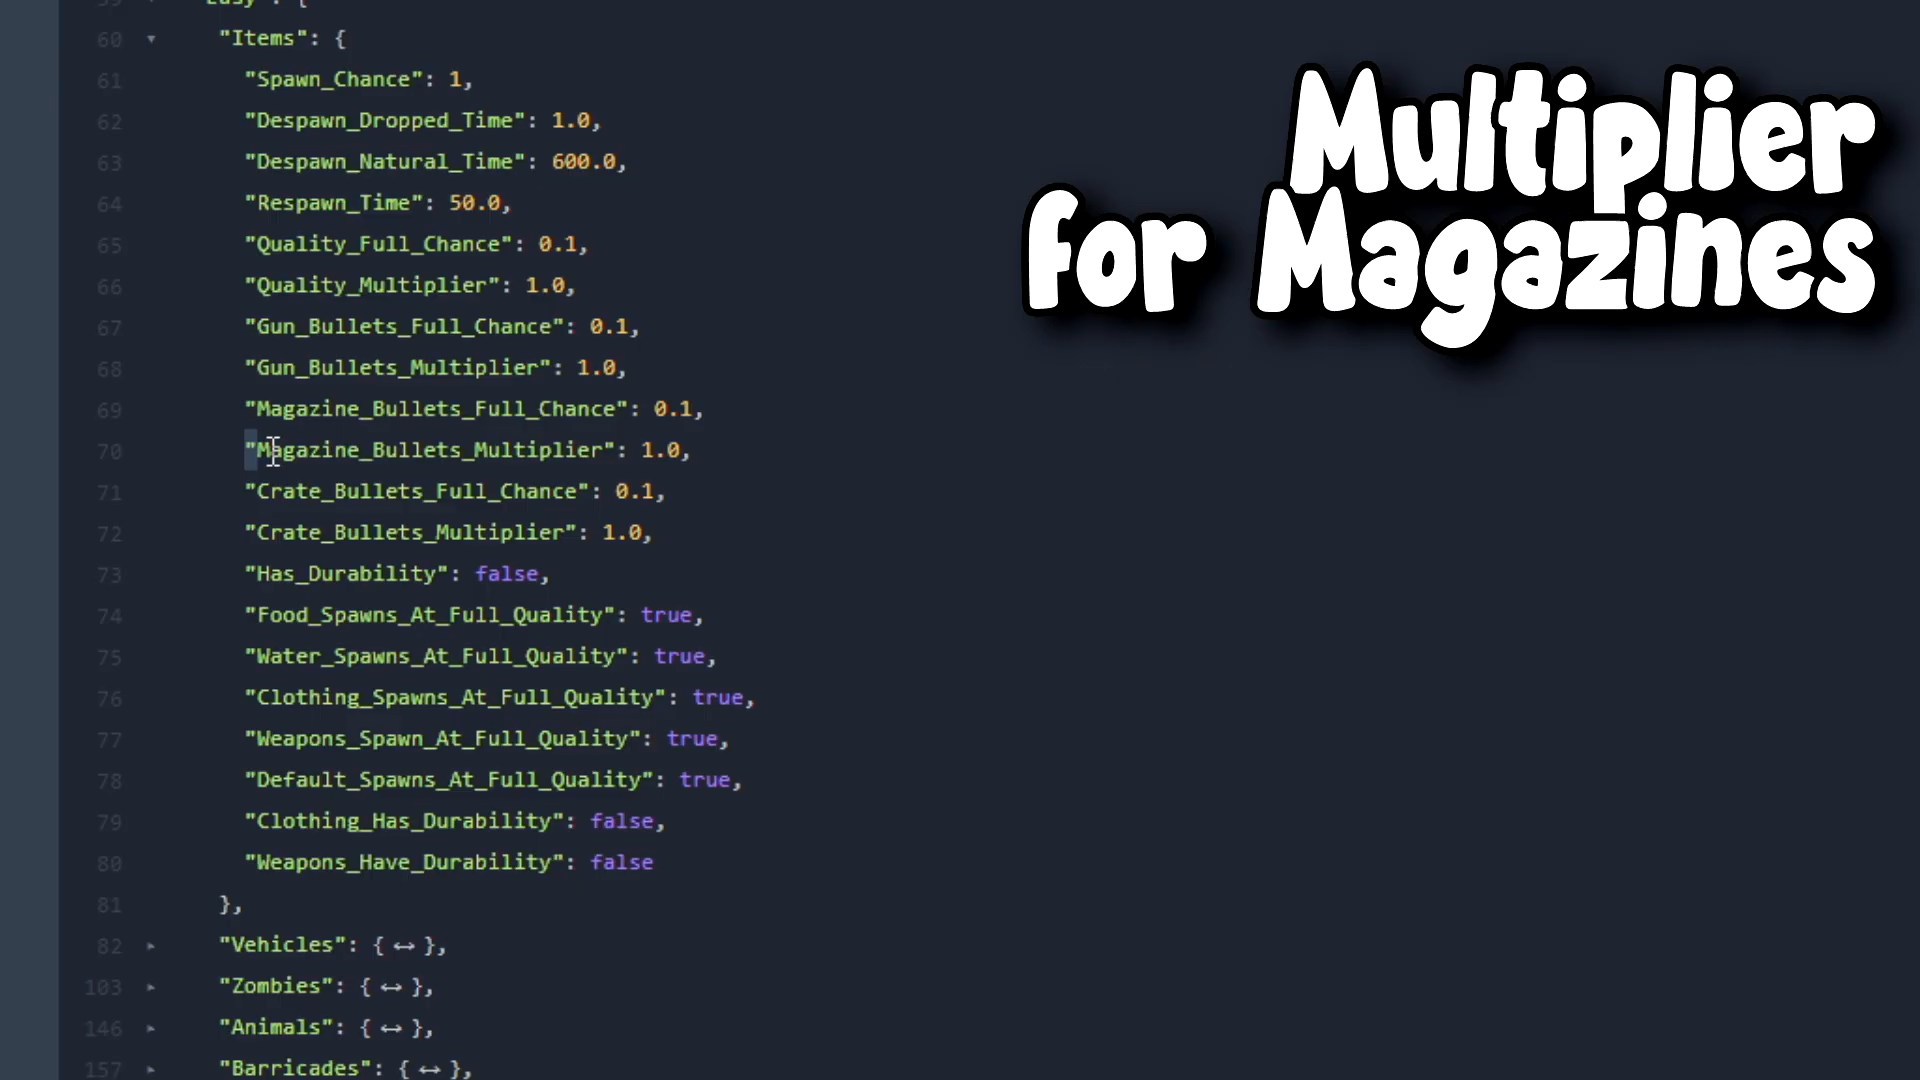 59 "Easy": {
60 "Items": {
61 "Spawn_Chance": 1,
62 "Despawn_Dropped_Time": 1.0,
63 "Despawn_Natural_Time": 600.0,
64 "Respawn_Time": 50.0,
65 "Quality_Full_Chance": 0.1,
66 "Quality_Multiplier": 1.0,
67 "Gun_Bullets_Full_Chance": 0.1,
68 "Gun_Bullets_Multiplier": 1.0,
69 "Magazine_Bullets_Full_Chance": 0.1,
70 "Magazine_Bullets_Multiplier": 1.0,
71 "Crate_Bullets_Full_Chance": 0.1,
72 "Crate_Bullets_Multiplier": 1.0,
73 "Has_Durability": false,
74 "Food_Spawns_At_Full_Quality": true,
75 "Water_Spawns_At_Full_Quality": true,
76 "Clothing_Spawns_At_Full_Quality": true,
77 "Weapons_Spawn_At_Full_Quality": true,
78 "Default_Spawns_At_Full_Quality": true,
79 "Clothing_Has_Durability": false,
80 "Weapons_Have_Durability": false
81 },
82 "Vehicles": { ↔ },
103 "Zombies": { ↔ },
146 "Animals": { ↔ },
157 "Barricades": { ↔ },
Multiplier
for Magazines